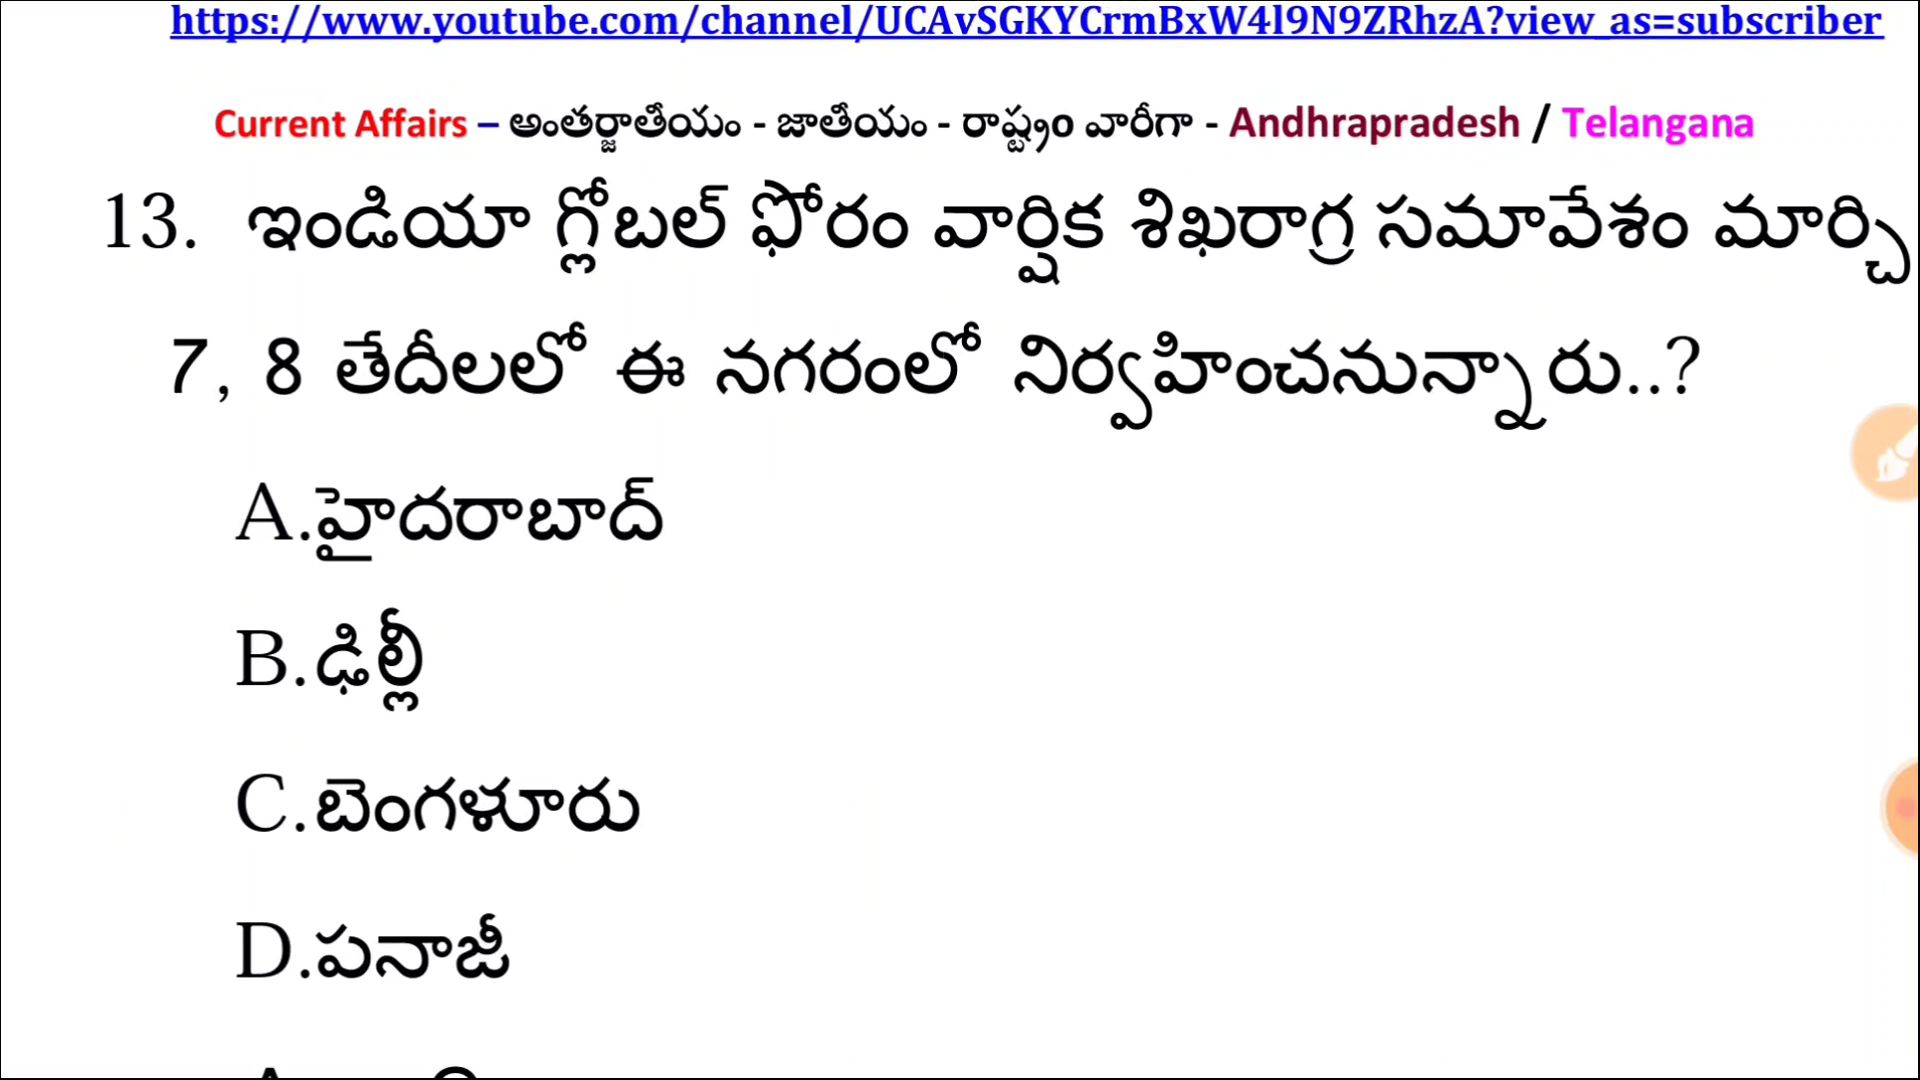 https://www.youtube.com/channel/UCAvSGKYCrmBxW4l9N9ZRhzA?view_as=subscriber
Current Affairs – అంతర్జాతీయం - జాతీయం - రాష్ట్రం వారీగా - Andhrapradesh / Telangana
13. ఇండియా గ్లోబల్ ఫోరం వార్షిక శిఖరాగ్ర సమావేశం మార్చి
7, 8 తేదీలలో ఈ నగరంలో నిర్వహించనున్నారు..?
A.హైదరాబాద్
B.ఢిల్లీ
C.బెంగళూరు
D.పనాజీ